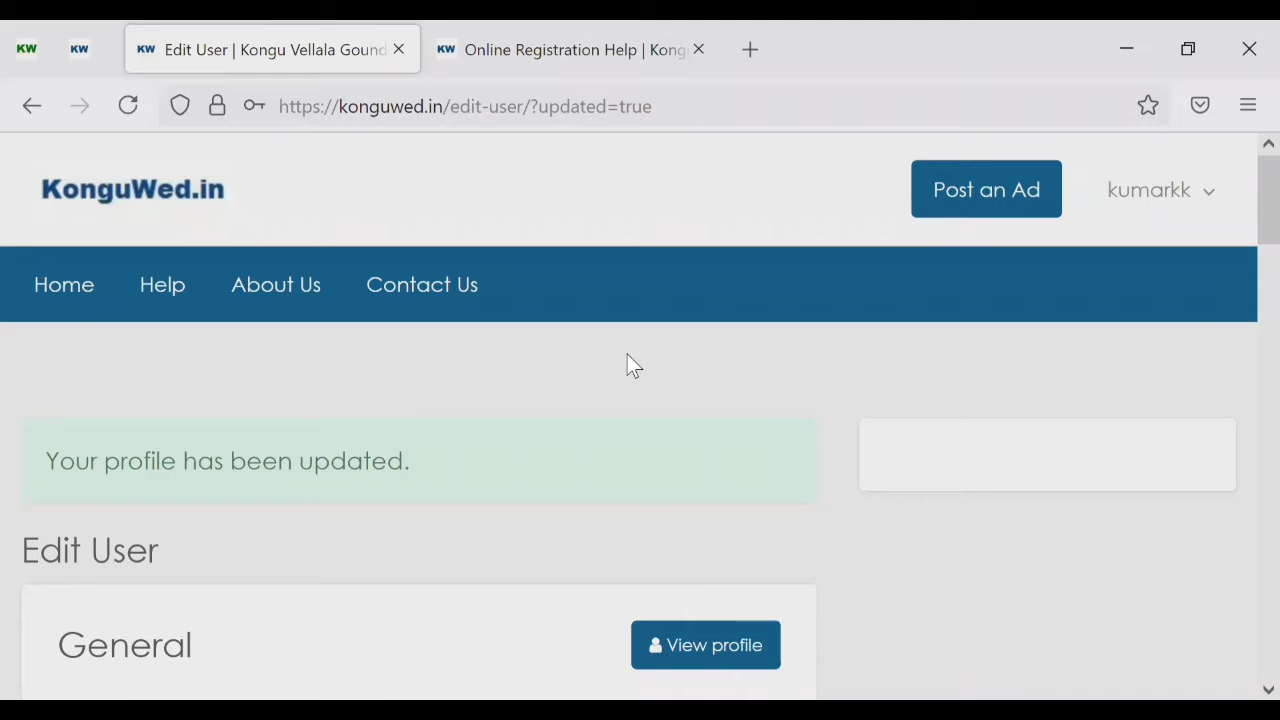 KW
KW
KW Edit User | Kongu Vellala Gound
KW Online Registration Help | Kong
https://konguwed.in/edit-user/?updated=true
KonguWed.in
Post an Ad
kumarkk
Home
Help
About Us
Contact Us
Your profile has been updated.
Edit User
General
View profile